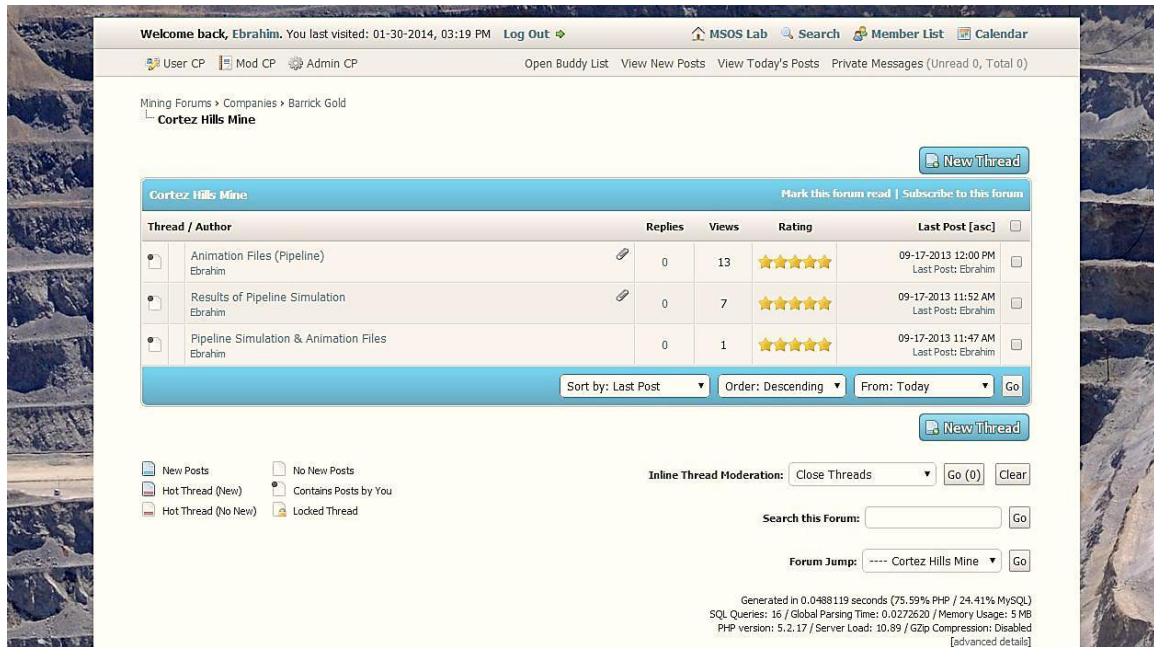 Welcome back, Ebrahim. You last visited: 01-30-2014, 03:19 PM Log Out MSOS Lab Search Member List Calendar
User CP Mod CP Admin CP Open Buddy List View New Posts View Today's Posts Private Messages (Unread 0, Total 0)
Mining Forums › Companies › Barrick Gold
Cortez Hills Mine
New Thread
Cortez Hills Mine Mark this forum read | Subscribe to this forum
Thread / Author Replies Views Rating Last Post [asc]
Animation Files (Pipeline) 0 13 09-17-2013 12:00 PM
Ebrahim Last Post: Ebrahim
Results of Pipeline Simulation 0 7 09-17-2013 11:52 AM
Ebrahim Last Post: Ebrahim
Pipeline Simulation & Animation Files 0 1 09-17-2013 11:47 AM
Ebrahim Last Post: Ebrahim
Sort by: Last Post Order: Descending From: Today Go
New Thread
New Posts No New Posts Inline Thread Moderation: Close Threads Go (0) Clear
Hot Thread (New) Contains Posts by You
Hot Thread (No New) Locked Thread Search this Forum: Go
Forum Jump: ---- Cortez Hills Mine Go
Generated in 0.0488119 seconds (75.59% PHP / 24.41% MySQL)
SQL Queries: 16 / Global Parsing Time: 0.0272620 / Memory Usage: 5 MB
PHP version: 5.2.17 / Server Load: 10.89 / GZip Compression: Disabled
[advanced details]